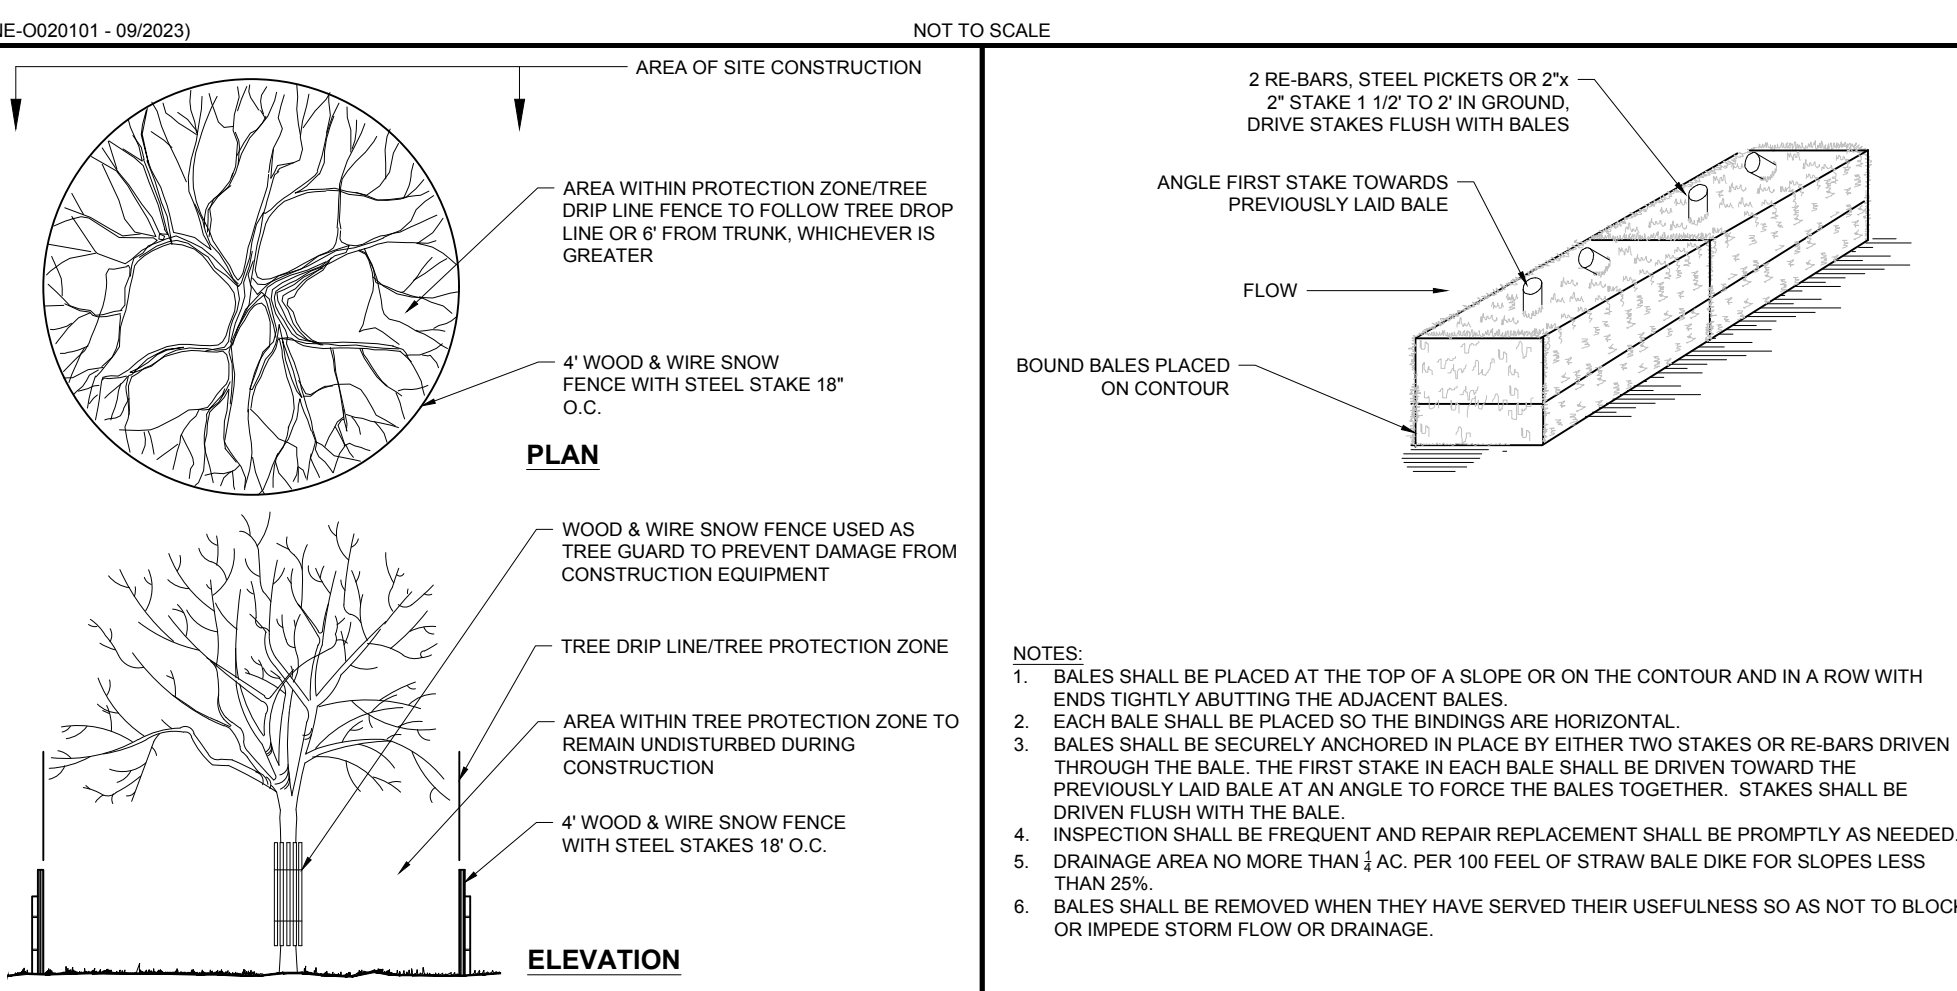 NE-O020101 - 09/2023)
NOT TO SCALE
AREA OF SITE CONSTRUCTION
AREA WITHIN PROTECTION ZONE/TREE
DRIP LINE FENCE TO FOLLOW TREE DROP
LINE OR 6' FROM TRUNK, WHICHEVER IS
GREATER
4' WOOD & WIRE SNOW
FENCE WITH STEEL STAKE 18"
O.C.
PLAN
WOOD & WIRE SNOW FENCE USED AS
TREE GUARD TO PREVENT DAMAGE FROM
CONSTRUCTION EQUIPMENT
TREE DRIP LINE/TREE PROTECTION ZONE
AREA WITHIN TREE PROTECTION ZONE TO
REMAIN UNDISTURBED DURING
CONSTRUCTION
4' WOOD & WIRE SNOW FENCE
WITH STEEL STAKES 18' O.C.
ELEVATION
2 RE-BARS, STEEL PICKETS OR 2"x
2" STAKE 1 1/2' TO 2' IN GROUND,
DRIVE STAKES FLUSH WITH BALES
ANGLE FIRST STAKE TOWARDS
PREVIOUSLY LAID BALE
FLOW
BOUND BALES PLACED
ON CONTOUR
NOTES:
1. BALES SHALL BE PLACED AT THE TOP OF A SLOPE OR ON THE CONTOUR AND IN A ROW WITH
ENDS TIGHTLY ABUTTING THE ADJACENT BALES.
2. EACH BALE SHALL BE PLACED SO THE BINDINGS ARE HORIZONTAL.
3. BALES SHALL BE SECURELY ANCHORED IN PLACE BY EITHER TWO STAKES OR RE-BARS DRIVEN
THROUGH THE BALE. THE FIRST STAKE IN EACH BALE SHALL BE DRIVEN TOWARD THE
PREVIOUSLY LAID BALE AT AN ANGLE TO FORCE THE BALES TOGETHER. STAKES SHALL BE
DRIVEN FLUSH WITH THE BALE.
4. INSPECTION SHALL BE FREQUENT AND REPAIR REPLACEMENT SHALL BE PROMPTLY AS NEEDED.
5. DRAINAGE AREA NO MORE THAN 1/4 AC. PER 100 FEEL OF STRAW BALE DIKE FOR SLOPES LESS
THAN 25%.
6. BALES SHALL BE REMOVED WHEN THEY HAVE SERVED THEIR USEFULNESS SO AS NOT TO BLOCK
OR IMPEDE STORM FLOW OR DRAINAGE.